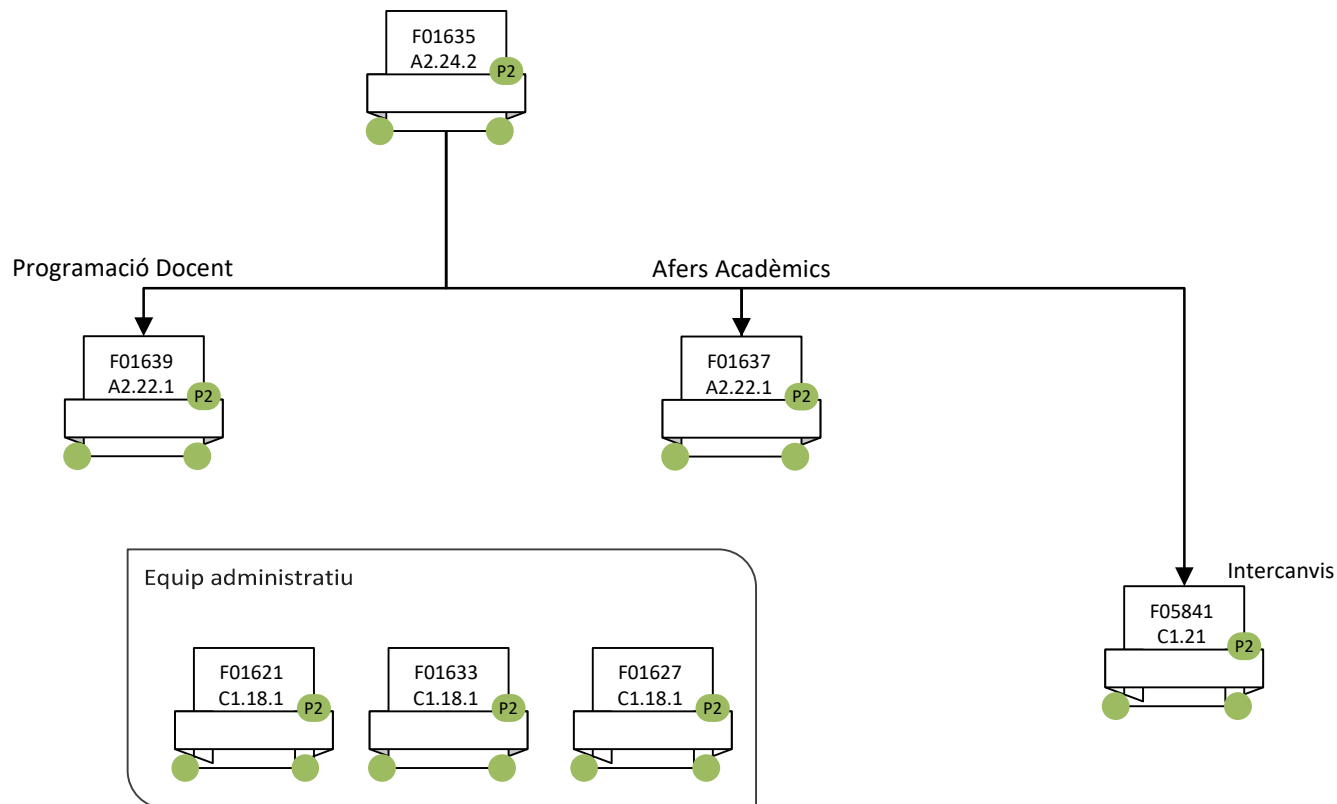 F01635
A2.24.2
P2
Programació Docent
Afers Acadèmics
F01639
A2.22.1
P2
F01637
A2.22.1
P2
Equip administratiu
Intercanvis
F05841
C1.21
P2
F01621
C1.18.1
P2
F01633
C1.18.1
P2
F01627
C1.18.1
P2